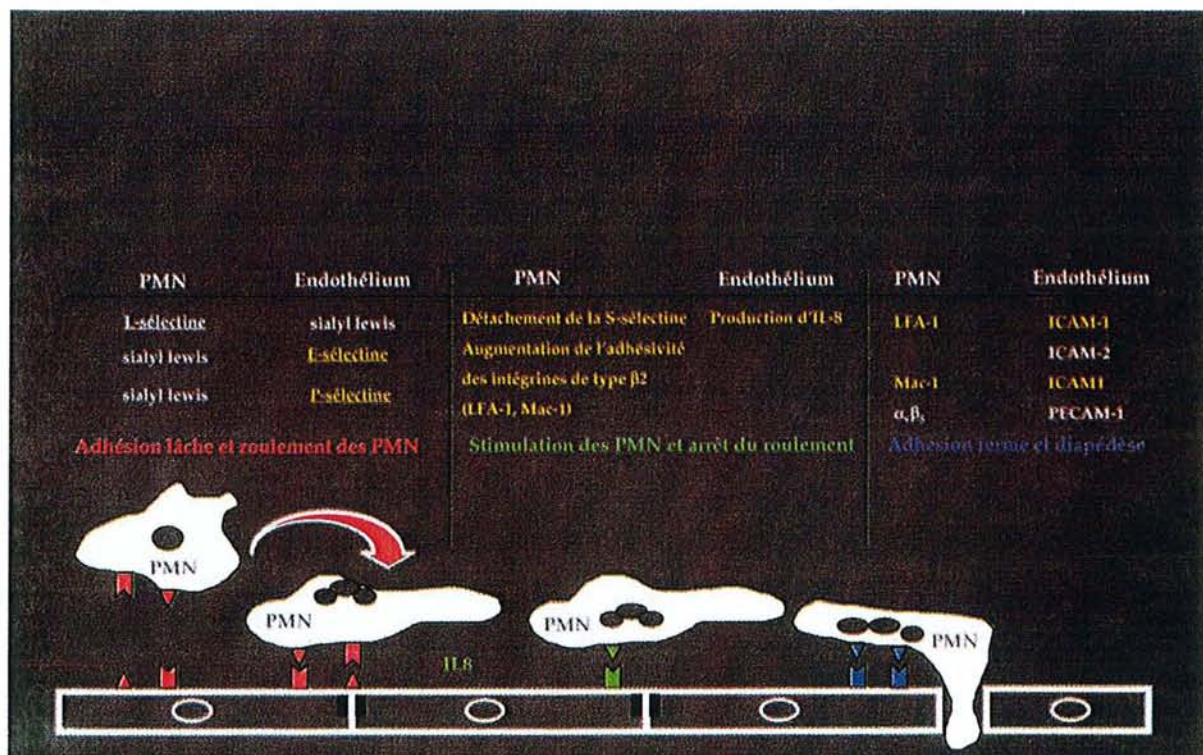 PMN Endothélium PMN Endothélium PMN Endothélium
L-sélectine sialyl lewis Détachement de la S-sélectine Production d'IL-8 LFA-1 ICAM-1
sialyl lewis E-sélectine Augmentation de l'adhésivité ICAM-2
des intégrines de type β2
sialyl lewis P-sélectine Mac-1 ICAM1
(LFA-1, Mac-1) PECAM-1
Adhésion lâche et roulement des PMN Stimulation des PMN et arrêt du roulement Adhésion ferme et diapédèse
PMN
PMN
PMN
PMN
IL8